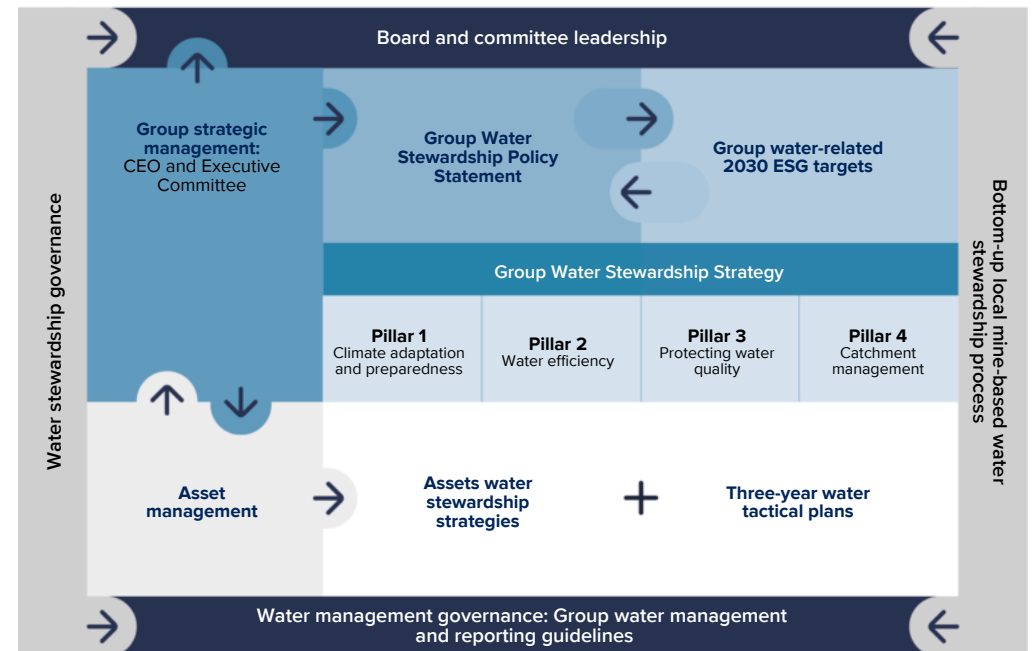 Board and committee leadership
Water stewardship governance
Group strategic
management:
CEO and Executive
Committee
Group Water
Stewardship Policy
Statement
Group water-related
2030 ESG targets
Bottom-up local mine-based water
stewardship process
Group Water Stewardship Strategy
Pillar 1
Climate adaptation
and preparedness
Pillar 2
Water efficiency
Pillar 3
Protecting water
quality
Pillar 4
Catchment
management
Asset
management
Assets water
stewardship
strategies
+
Three-year water
tactical plans
Water management governance: Group water management
and reporting guidelines